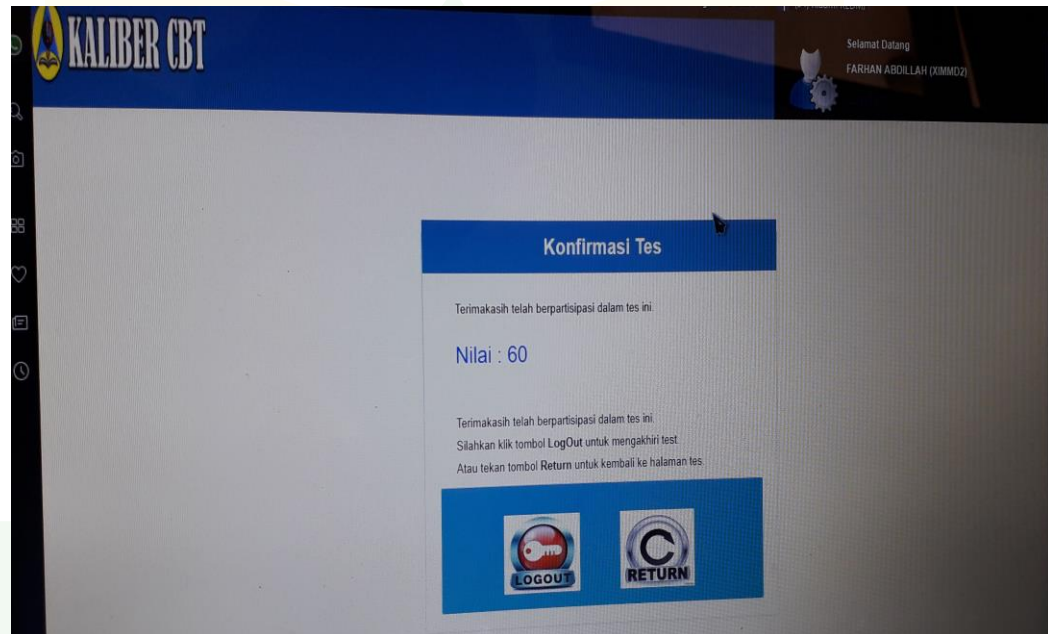 KALIBER CBT
Selamat Datang
FARHAN ABDILLAH (XIMMD2)
Konfirmasi Tes
Terimakasih telah berpartisipasi dalam tes ini.
Nilai : 60
Terimakasih telah berpartisipasi dalam tes ini.
Silahkan klik tombol LogOut untuk mengakhiri test.
Atau tekan tombol Return untuk kembali ke halaman tes.
LOGOUT
RETURN